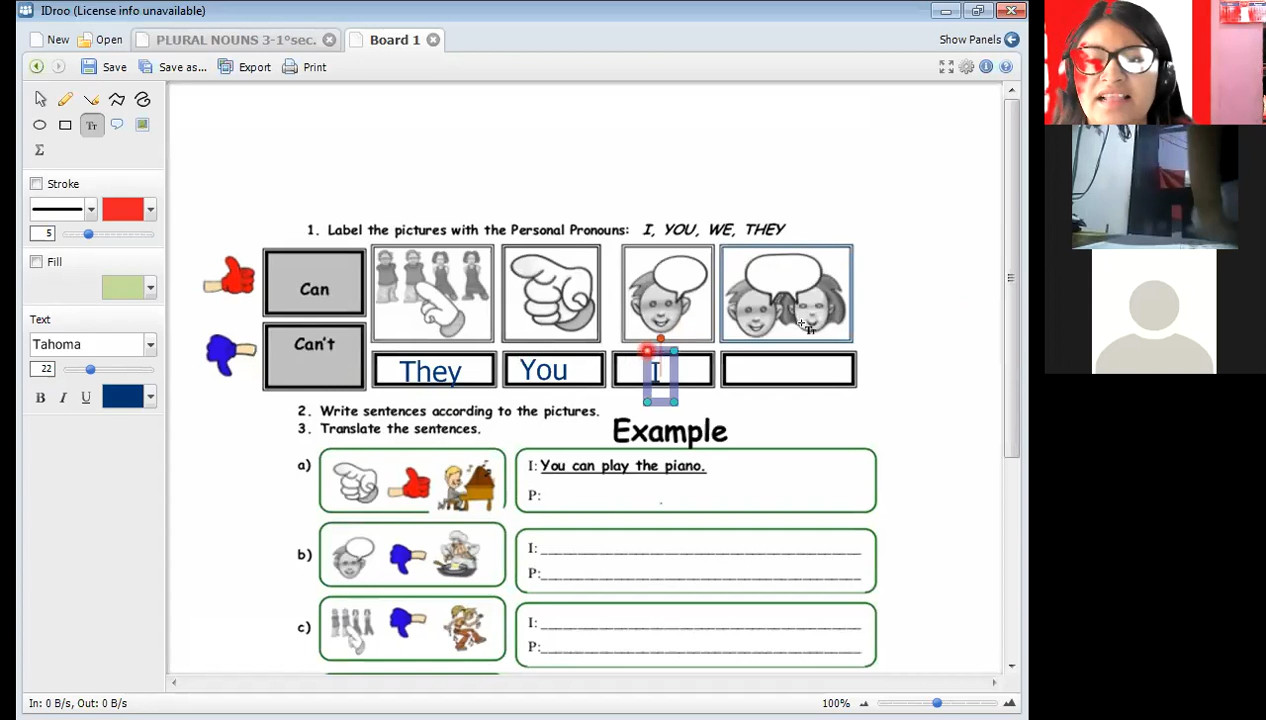 IDroo (License info unavailable)
New Open PLURAL NOUNS 3-1°sec. Board 1 Show Panels
Save Save as... Export Print
Tr
Σ
Stroke
5
Fill
Text
Tahoma
22
B I U
1. Label the pictures with the Personal Pronouns: I, YOU, WE, THEY
Can
Can't
They You I
2. Write sentences according to the pictures.
3. Translate the sentences.
Example
a) I: You can play the piano.
P:
b) I:
P:
c) I:
P:
In: 0 B/s, Out: 0 B/s 100%